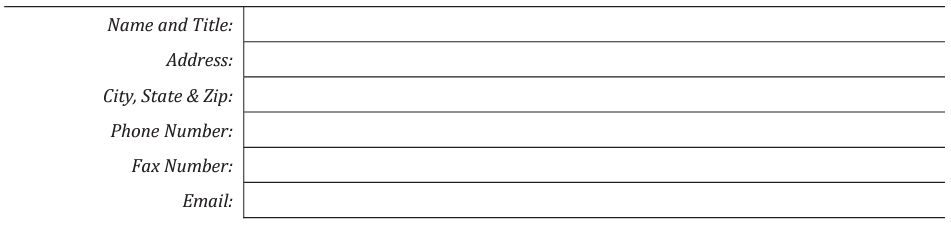 Name and Title:
Address:
City, State & Zip:
Phone Number:
Fax Number:
Email: